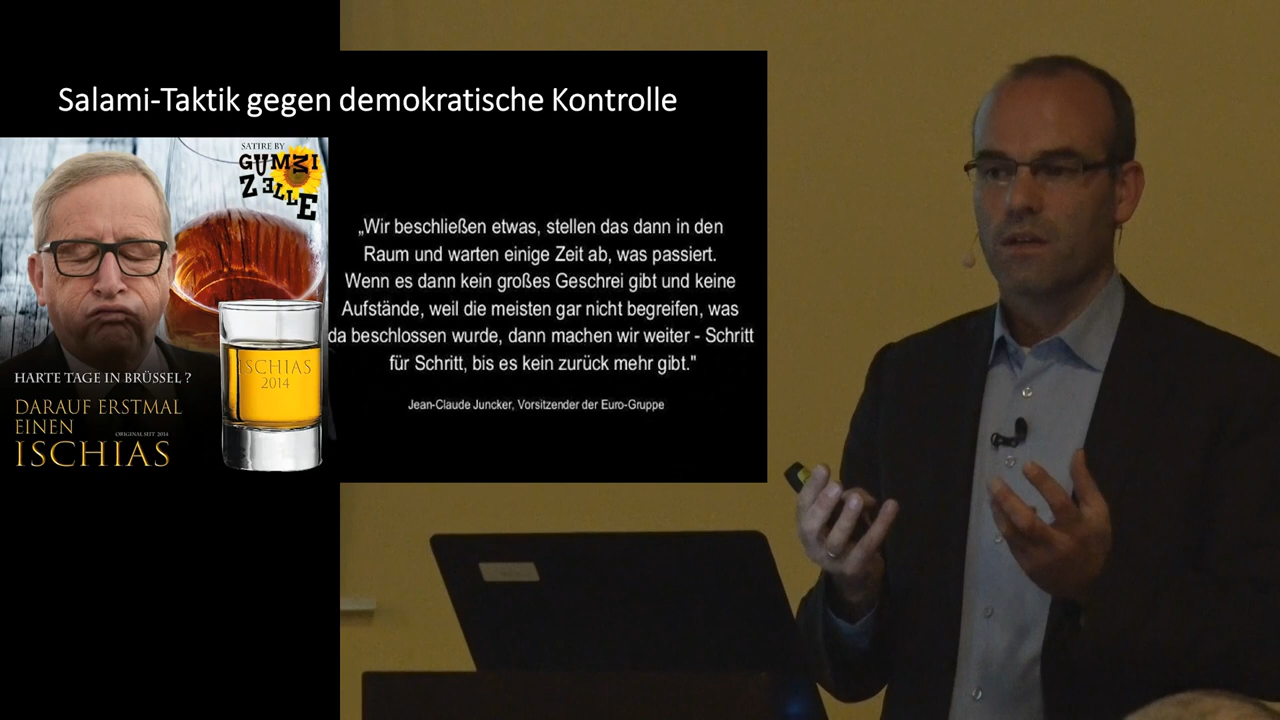 Salami-Taktik gegen demokratische Kontrolle
SATIRE BY
GUMMI
ZELLE
HARTE TAGE IN BRÜSSEL ?
DARAUF ERSTMAL
EINEN
ORIGINAL SEIT 2014
ISCHIAS
ISCHIAS
2014
„Wir beschließen etwas, stellen das dann in den
Raum und warten einige Zeit ab, was passiert.
Wenn es dann kein großes Geschrei gibt und keine
Aufstände, weil die meisten gar nicht begreifen, was
da beschlossen wurde, dann machen wir weiter - Schritt
für Schritt, bis es kein zurück mehr gibt."
Jean-Claude Juncker, Vorsitzender der Euro-Gruppe